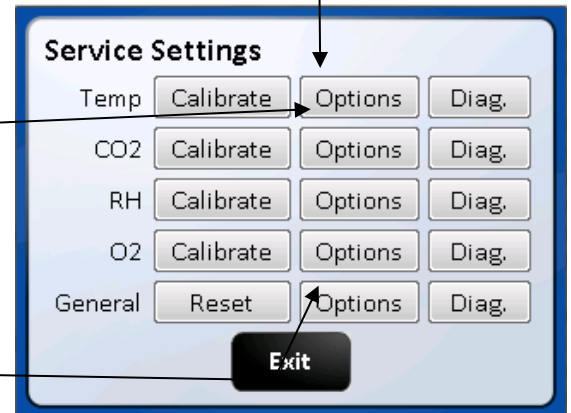 Service Settings
Temp Calibrate Options Diag.
CO2 Calibrate Options Diag.
RH Calibrate Options Diag.
O2 Calibrate Options Diag.
General Reset Options Diag.
Exit